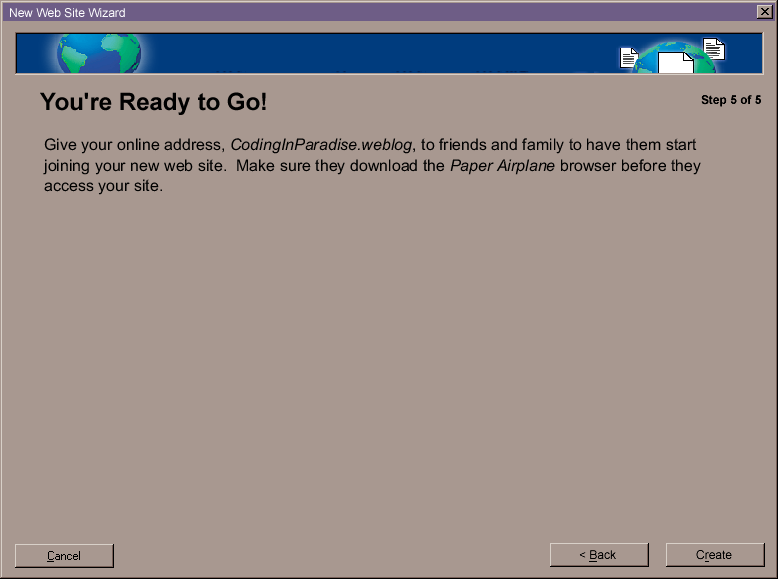 New Web Site Wizard
You're Ready to Go!
Step 5 of 5
Give your online address, CodingInParadise.weblog, to friends and family to have them start
joining your new web site.  Make sure they download the Paper Airplane browser before they
access your site.
Cancel
< Back
Create